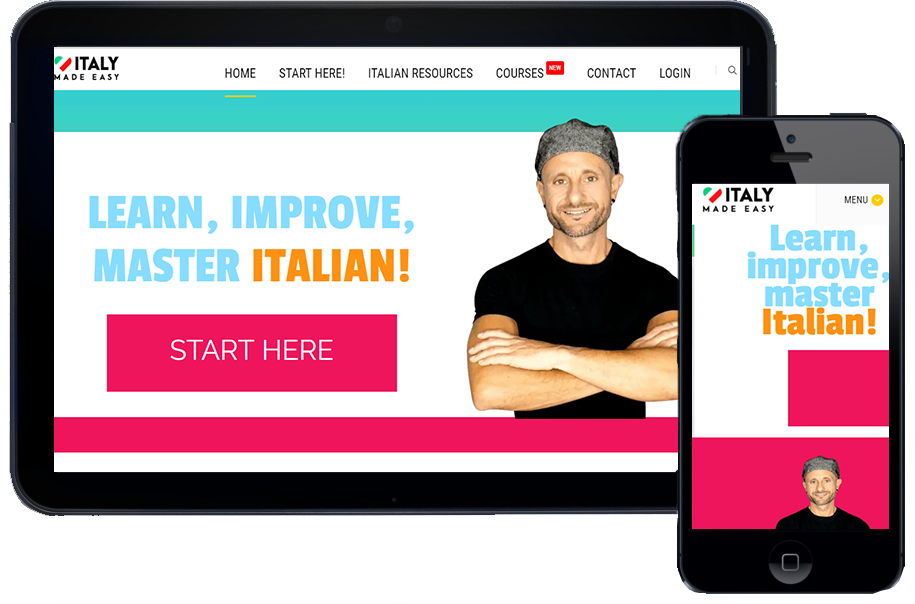 ITALY
MADE EASY
HOME START HERE! ITALIAN RESOURCES COURSES NEW CONTACT LOGIN
LEARN, IMPROVE,
MASTER ITALIAN!
START HERE
ITALY
MADE EASY
MENU
Learn,
improve,
master
Italian!